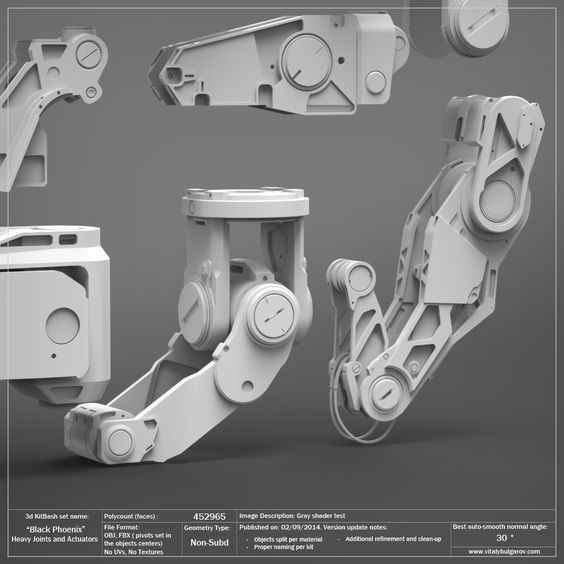 3d KitBash set name:
"Black Phoenix"
Heavy Joints and Actuators
Polycount (faces) : 452965
File Format:
OBJ, FBX ( pivots set in
the objects centers)
No UVs, No Textures
Geometry Type:
Non-Subd
Image Description: Gray shader test
Published on: 02/09/2014. Version update notes:
- Objects split per material
- Proper naming per kit
- Additional refinement and clean-up
Best auto-smooth normal angle:
30 °
www.vitalybulgarov.com